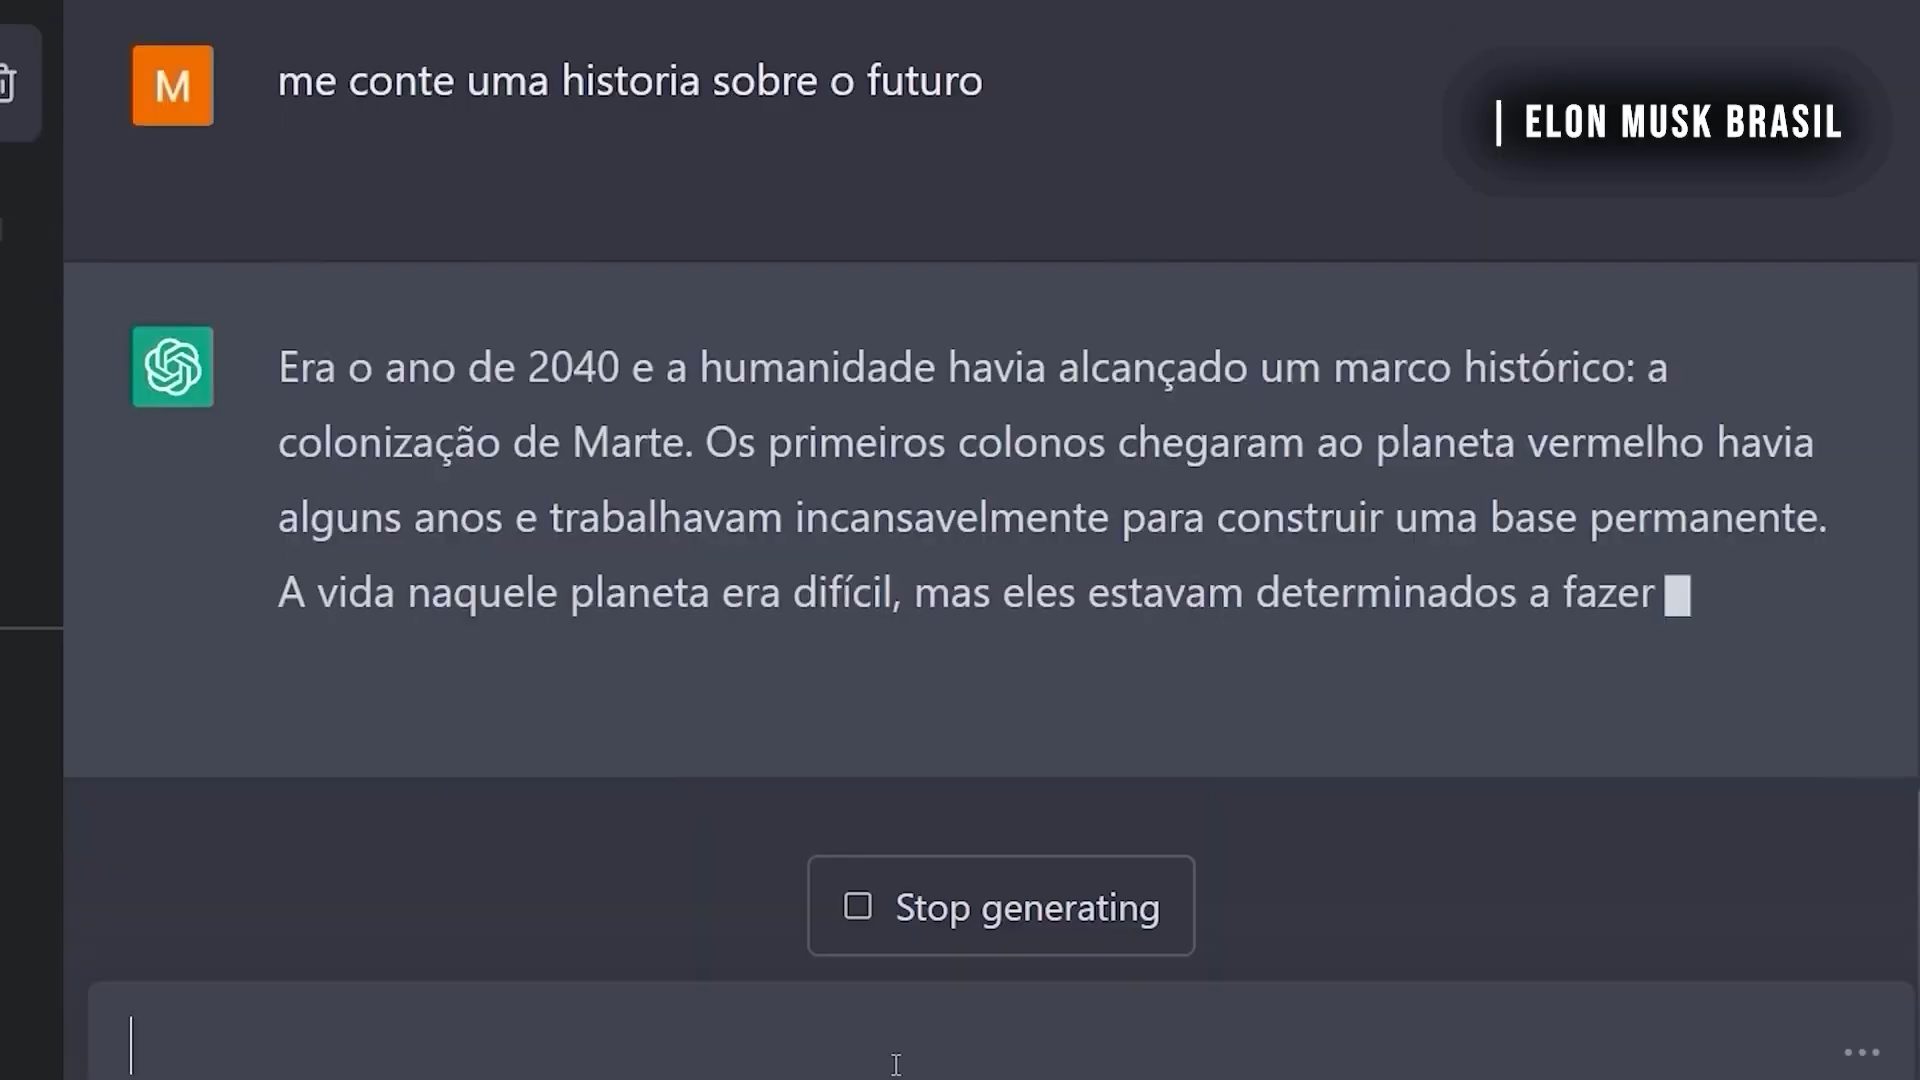 M
me conte uma historia sobre o futuro
| ELON MUSK BRASIL
Era o ano de 2040 e a humanidade havia alcançado um marco histórico: a
colonização de Marte. Os primeiros colonos chegaram ao planeta vermelho havia
alguns anos e trabalhavam incansavelmente para construir uma base permanente.
A vida naquele planeta era difícil, mas eles estavam determinados a fazer
Stop generating